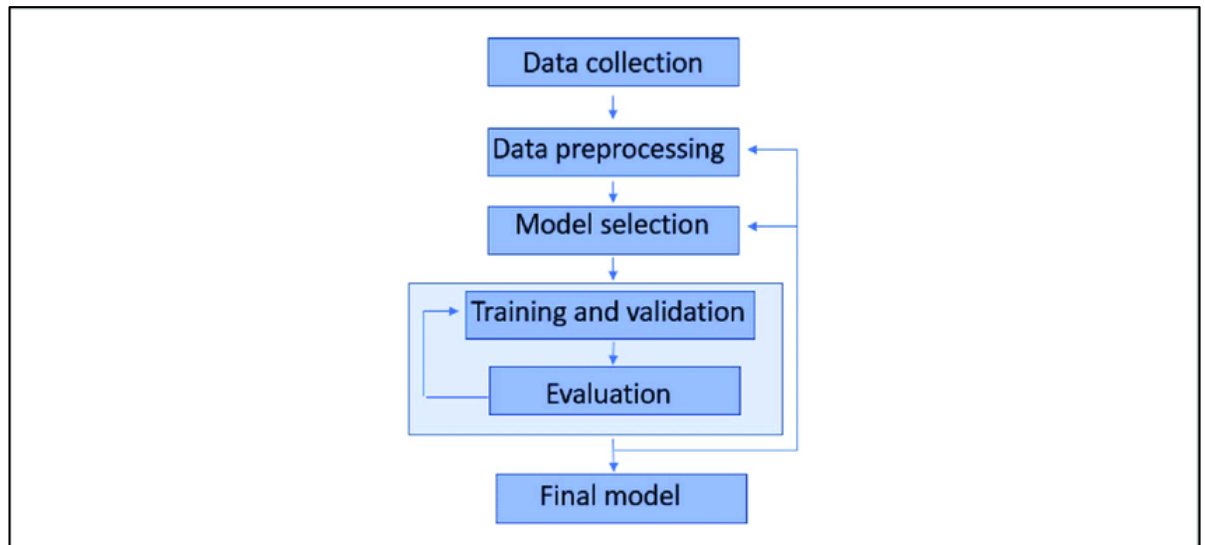 Data collection
Data preprocessing
Model selection
Training and validation
Evaluation
Final model